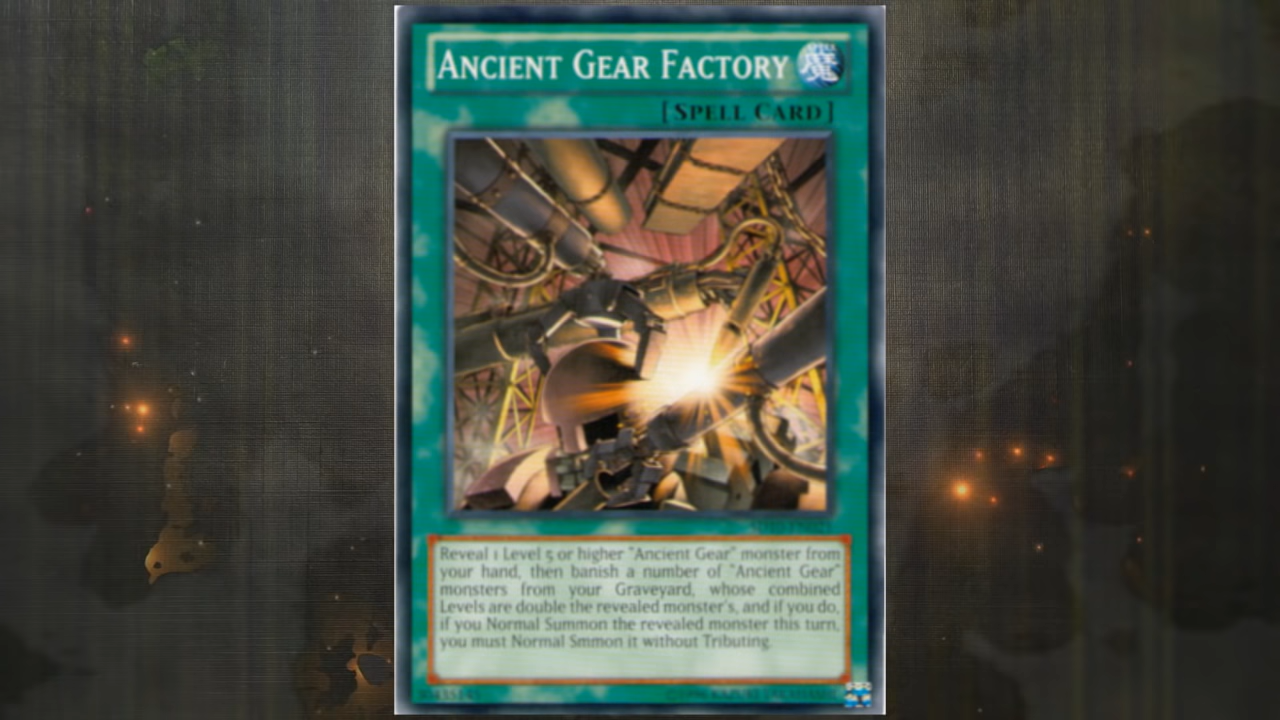 ANCIENT GEAR FACTORY
[SPELL CARD]
Reveal 1 Level 5 or higher "Ancient Gear" monster from
your hand, then banish a number of "Ancient Gear"
monsters from your Graveyard, whose combined
Levels are double the revealed monster's, and if you do,
if you Normal Summon the revealed monster this turn,
you must Normal Smmon it without Tributing.